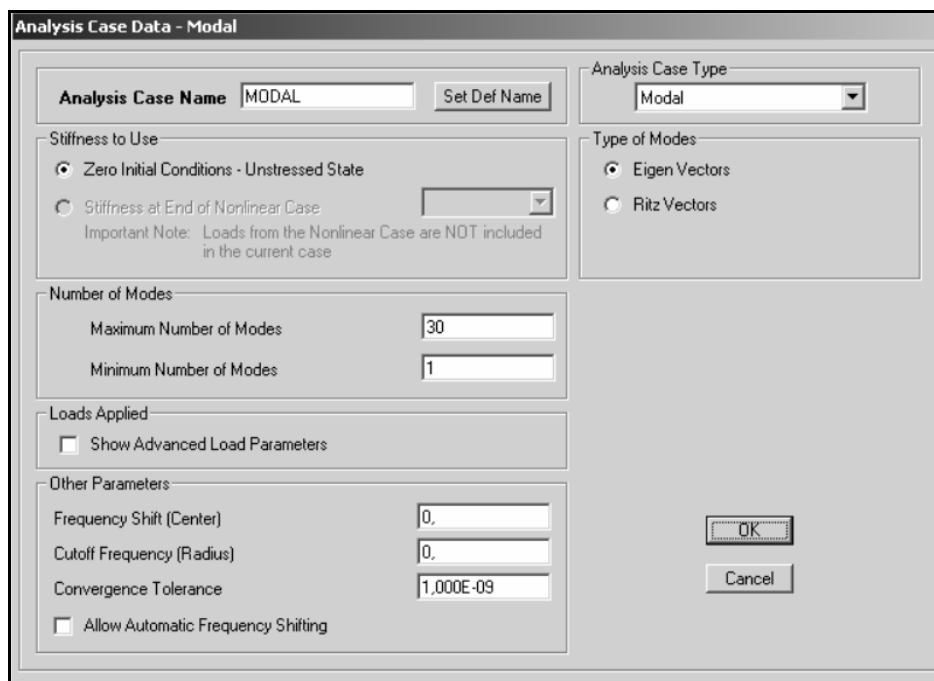 Analysis Case Data - Modal
Analysis Case Name
MODAL
Set Def Name
Analysis Case Type
Modal
Stiffness to Use
Zero Initial Conditions - Unstressed State
Stiffness at End of Nonlinear Case
Important Note: Loads from the Nonlinear Case are NOT included
in the current case
Type of Modes
Eigen Vectors
Ritz Vectors
Number of Modes
Maximum Number of Modes
30
Minimum Number of Modes
1
Loads Applied
Show Advanced Load Parameters
Other Parameters
Frequency Shift (Center)
0,
Cutoff Frequency (Radius)
0,
Convergence Tolerance
1,000E-09
Allow Automatic Frequency Shifting
OK
Cancel